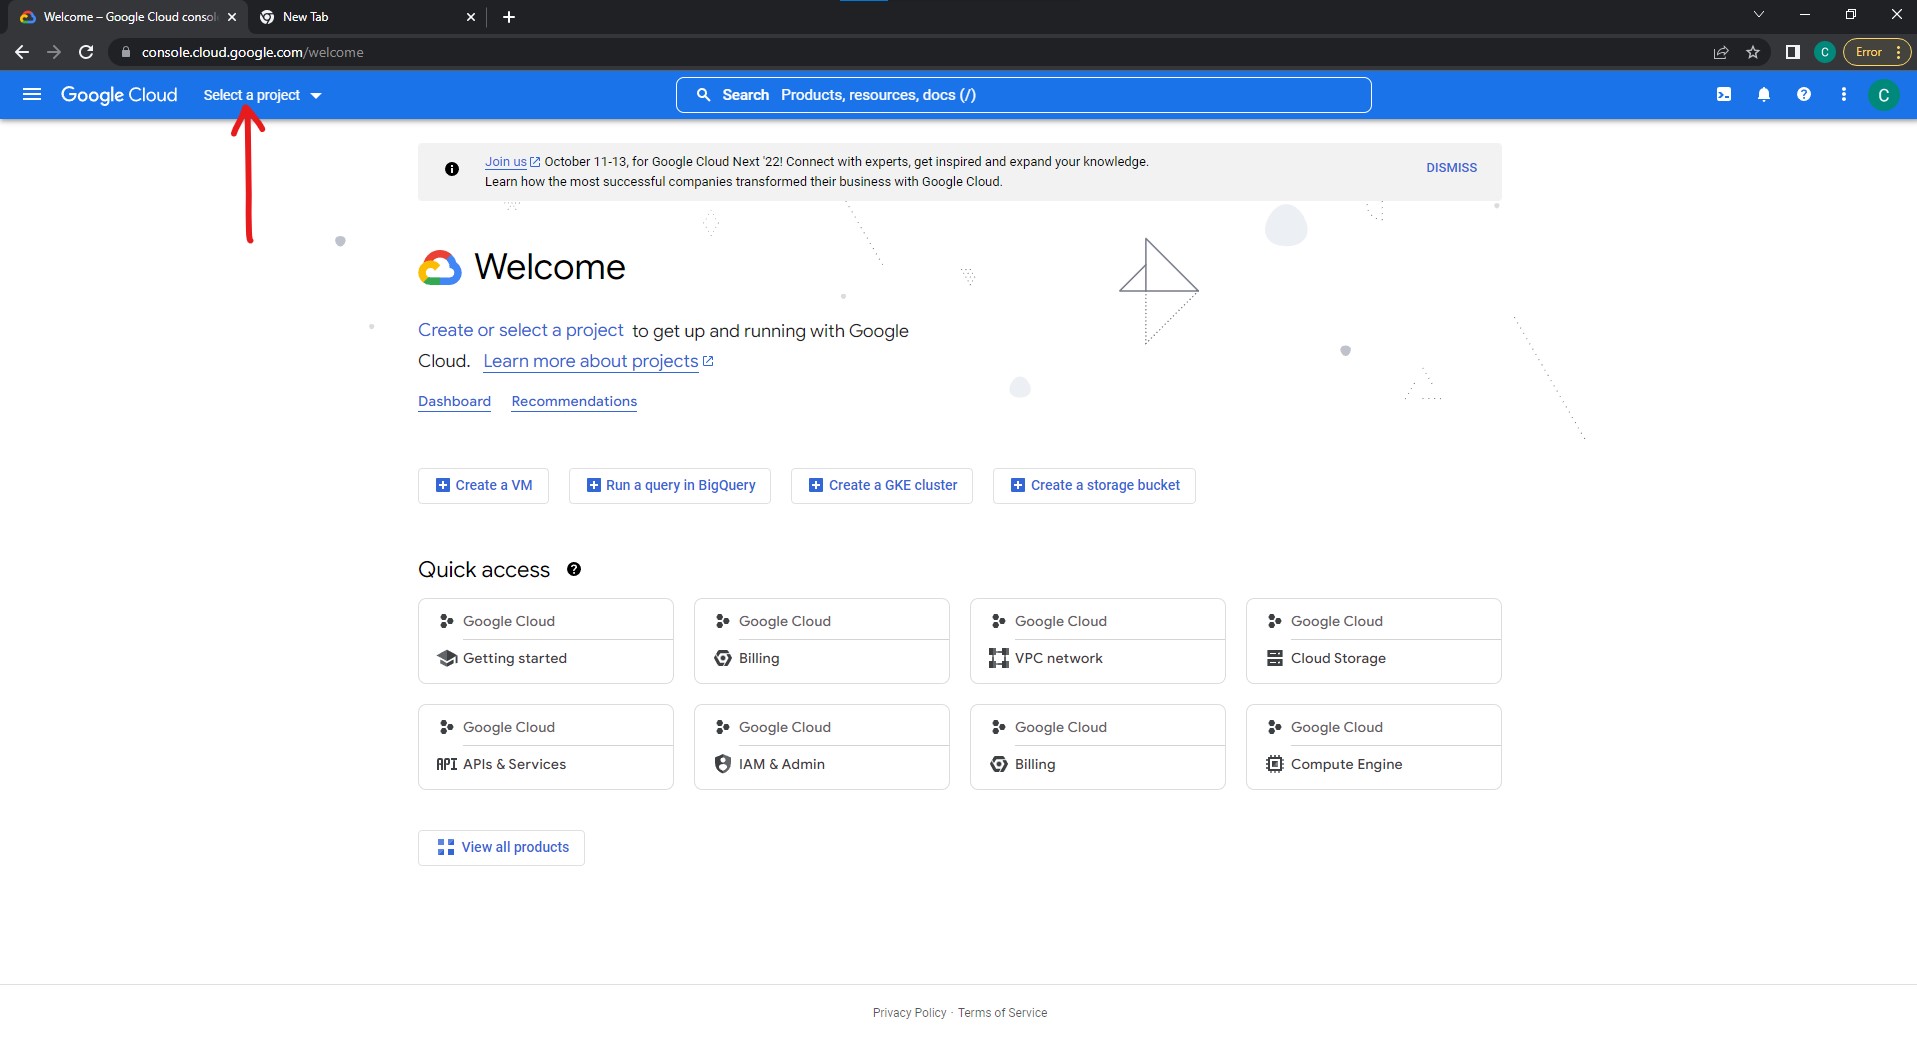 Welcome – Google Cloud consol
New Tab
console.cloud.google.com/welcome
C
Error
Google Cloud
Select a project
Search Products, resources, docs (/)
C
Join us October 11-13, for Google Cloud Next '22! Connect with experts, get inspired and expand your knowledge.
Learn how the most successful companies transformed their business with Google Cloud.
DISMISS
Welcome
Create or select a project to get up and running with Google
Cloud. Learn more about projects
Dashboard Recommendations
Create a VM
Run a query in BigQuery
Create a GKE cluster
Create a storage bucket
Quick access
Google Cloud
Getting started
Google Cloud
Billing
Google Cloud
VPC network
Google Cloud
Cloud Storage
Google Cloud
API APIs & Services
Google Cloud
IAM & Admin
Google Cloud
Billing
Google Cloud
Compute Engine
View all products
Privacy Policy · Terms of Service